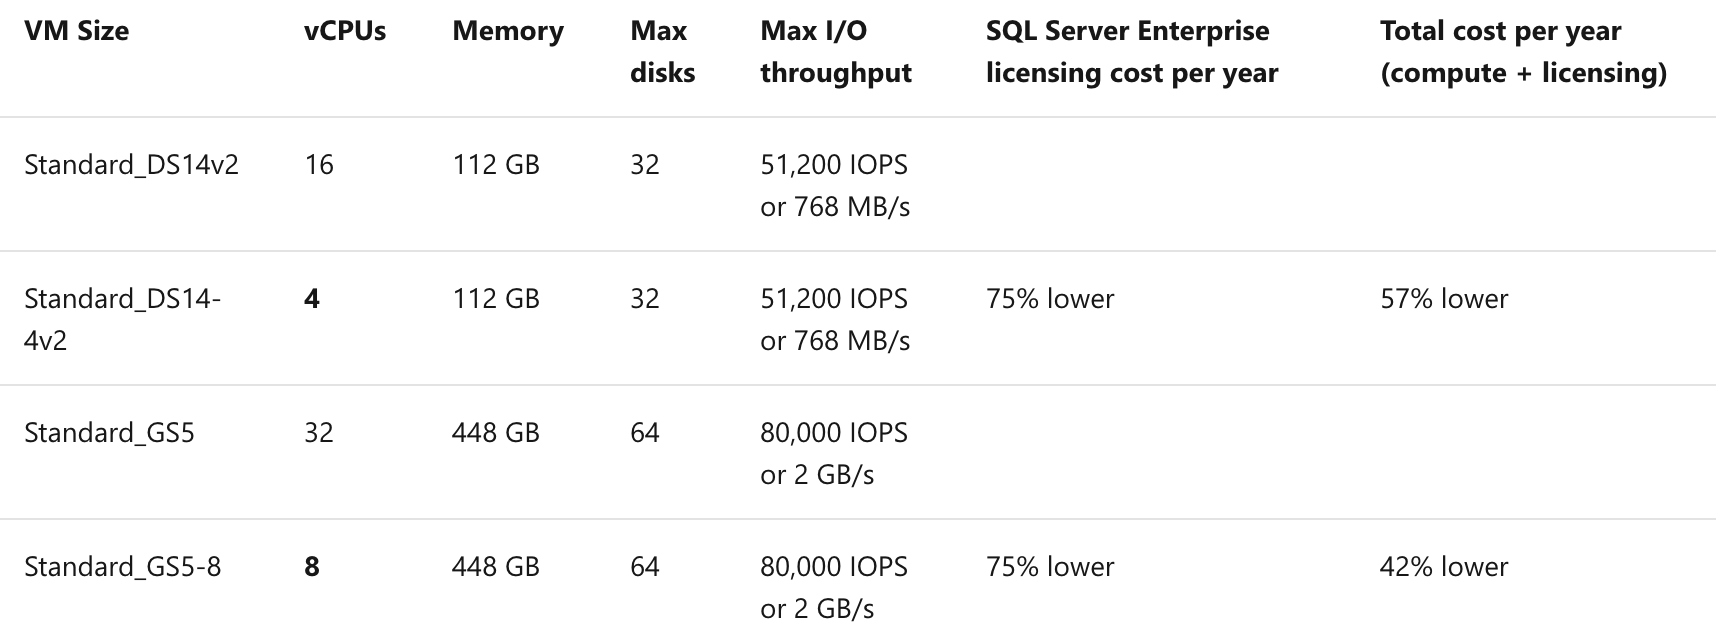 VM Size vCPUs Memory Max disks Max I/O throughput SQL Server Enterprise licensing cost per year Total cost per year (compute + licensing)
Standard_DS14v2 16 112 GB 32 51,200 IOPS or 768 MB/s
Standard_DS14-4v2 4 112 GB 32 51,200 IOPS or 768 MB/s 75% lower 57% lower
Standard_GS5 32 448 GB 64 80,000 IOPS or 2 GB/s
Standard_GS5-8 8 448 GB 64 80,000 IOPS or 2 GB/s 75% lower 42% lower